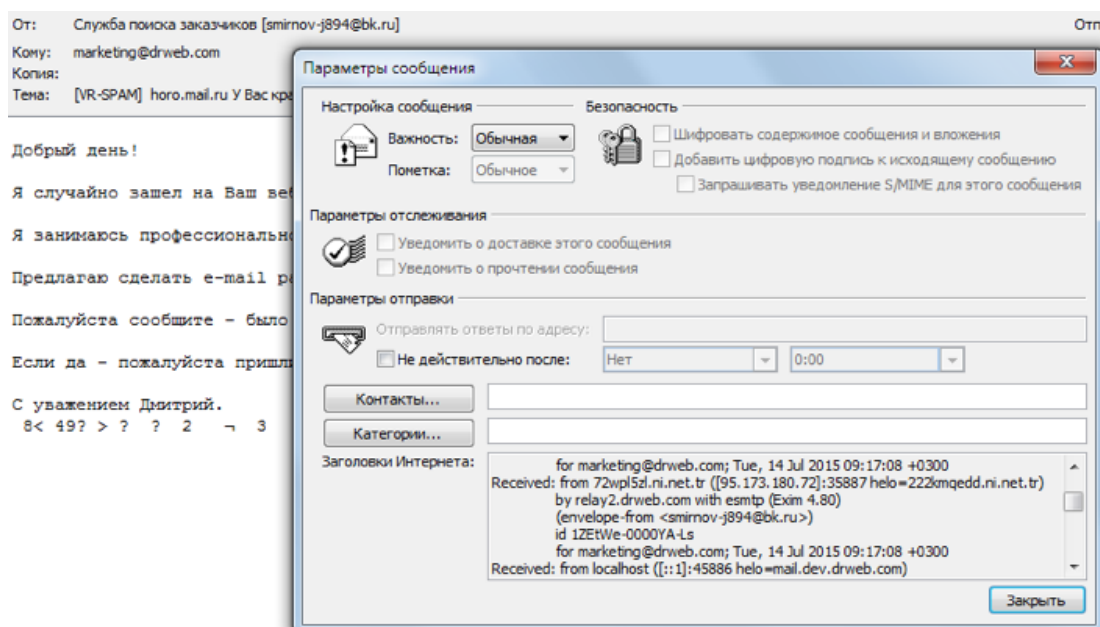 От: Служба поиска заказчиков [smirnov-j894@bk.ru]
Кому: marketing@drweb.com
Копия:
Тема: [VR-SPAM] horo.mail.ru У Вас
Добрый день!
Я случайно зашел на Ваш
Я занимаюсь
Предлагаю сделать e-mail
Пожалуйста сообщите - было
Если да - пожалуйста
С уважением Дмитрий.
8< 49? > ? ? 2 ¬ 3
Параметры сообщения
Настройка сообщения
Важность: Обычная
Пометка: Обычное
Безопасность
Шифровать содержимое сообщения и вложения
Добавить цифровую подпись к исходящему сообщению
Запрашивать уведомление S/MIME для этого сообщения
Параметры отслеживания
Уведомить о доставке этого сообщения
Уведомить о прочтении сообщения
Параметры отправки
Отправлять ответы по адресу:
Не действительно после: Нет 0:00
Контакты...
Категории...
Заголовки Интернета:
for marketing@drweb.com; Tue, 14 Jul 2015 09:17:08 +0300
Received: from 72wpl5zl.ni.net.tr ([95.173.180.72]:35887 helo=222kmqedd.ni.net.tr)
by relay2.drweb.com with esmtp (Exim 4.80)
(envelope-from <smirnov-j894@bk.ru>)
id 1ZEtWe-0000YA-Ls
for marketing@drweb.com; Tue, 14 Jul 2015 09:17:08 +0300
Received: from localhost ([::1]:45886 helo=mail.dev.drweb.com)
Закрыть